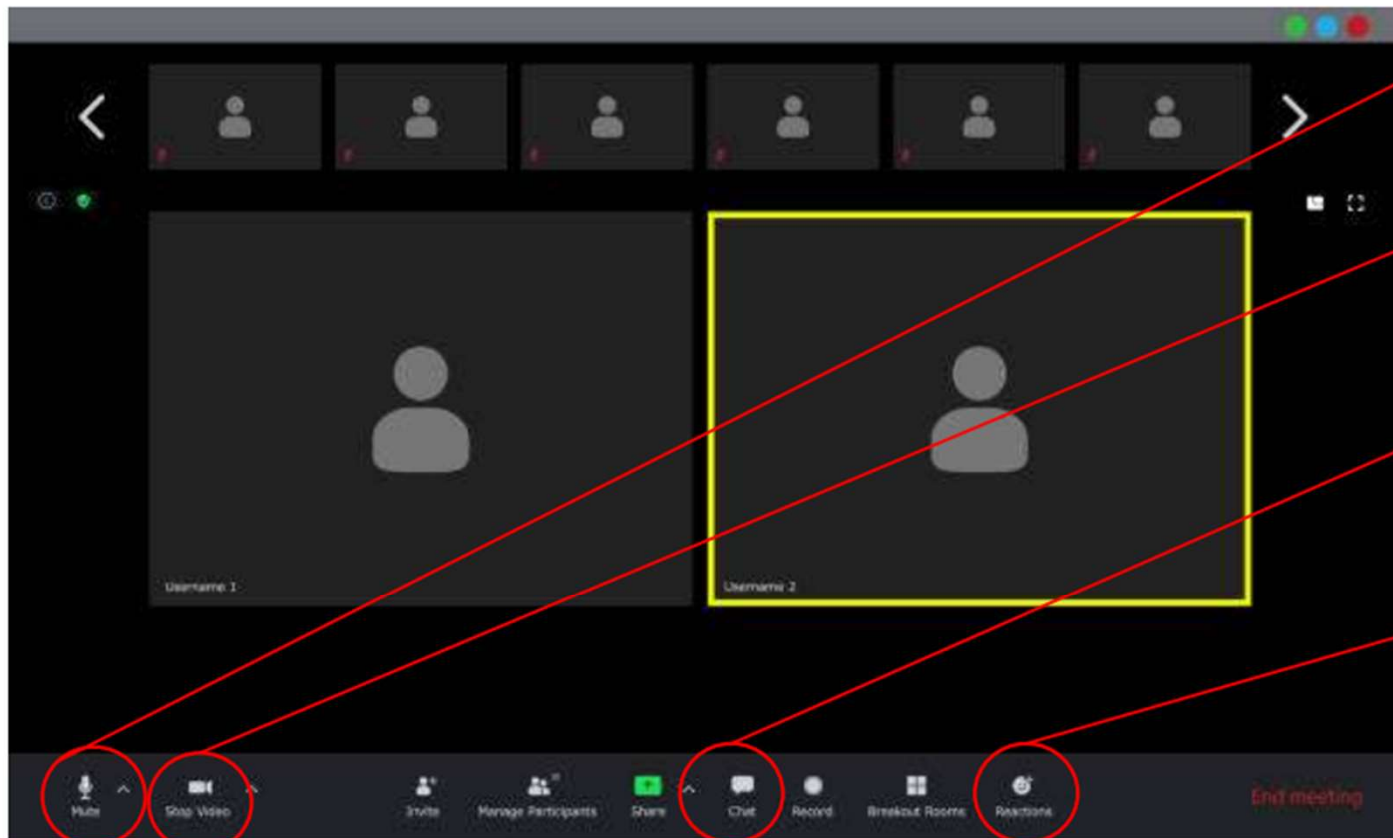 Username 1
Username 2
Mute
Stop Video
Invite
Manage Participants
Share
Chat
Record
Breakout Rooms
Reactions
End meeting